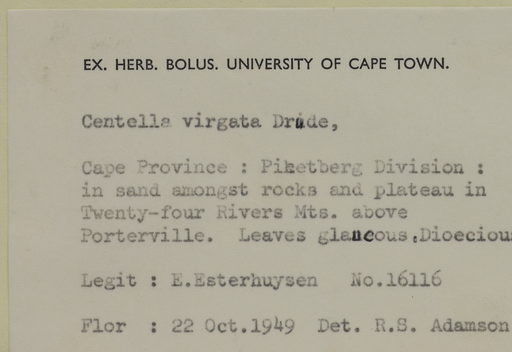 EX. HERB. BOLUS. UNIVERSITY OF CAPE TOWN.
Centella virgata Drude,
Cape Province : Piketberg Division :
in sand amongst rocks and plateau in
Twenty-four Rivers Mts. above
Porterville. Leaves glaucous,Dioecious
Legit : E.Esterhuysen No.16116
Flor : 22 Oct.1949 Det. R.S. Adamson